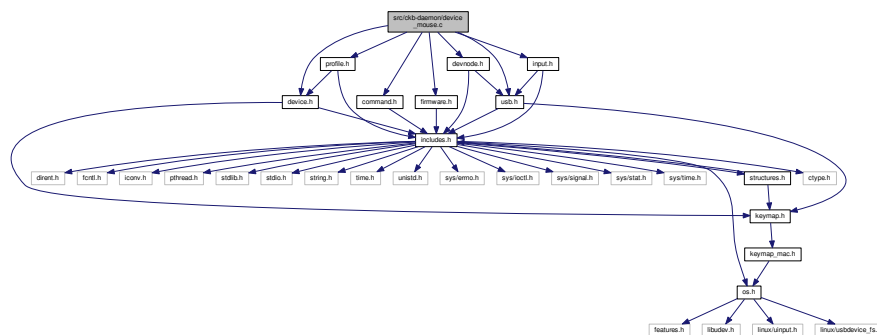 src/ckb-daemon/device
_mouse.c
profile.h
devnode.h
input.h
device.h
command.h
firmware.h
usb.h
includes.h
dirent.h
fcntl.h
iconv.h
pthread.h
stdlib.h
stdio.h
string.h
time.h
unistd.h
sys/errno.h
sys/ioctl.h
sys/signal.h
sys/stat.h
sys/time.h
structures.h
ctype.h
keymap.h
keymap_mac.h
os.h
features.h
libudev.h
linux/uinput.h
linux/usbdevice_fs.